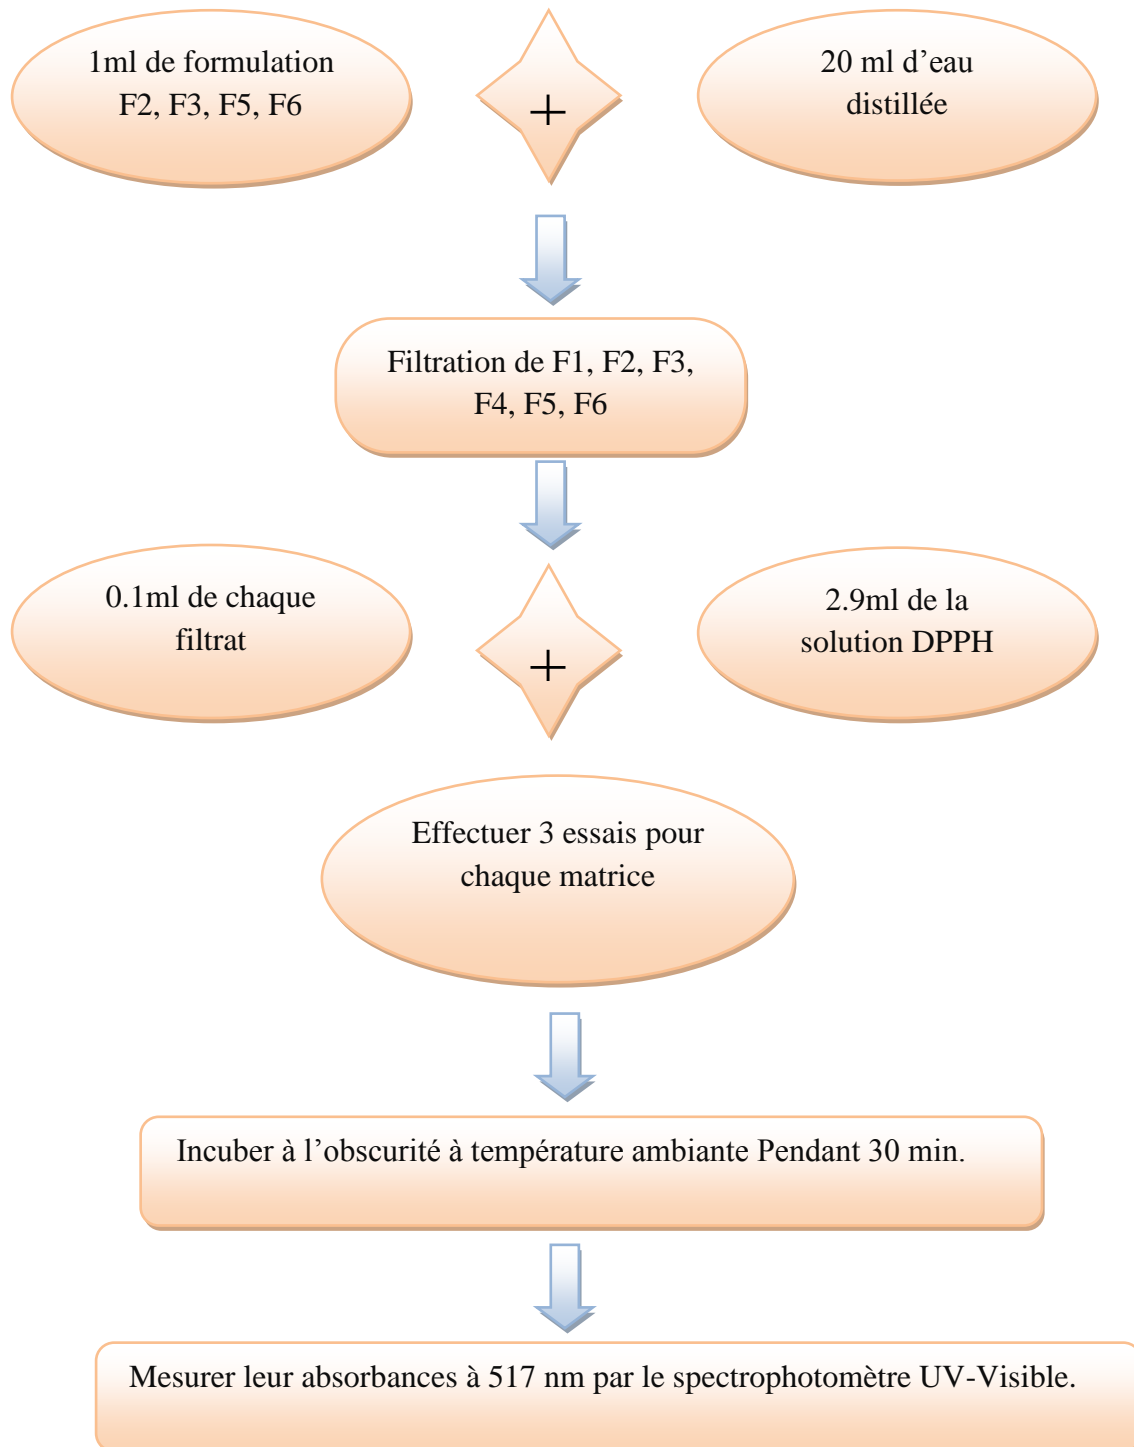 1ml de formulation
F2, F3, F5, F6
+
20 ml d’eau
distillée
Filtration de F1, F2, F3,
F4, F5, F6
0.1ml de chaque
filtrat
+
2.9ml de la
solution DPPH
Effectuer 3 essais pour
chaque matrice
Incuber à l’obscurité à température ambiante Pendant 30 min.
Mesurer leur absorbances à 517 nm par le spectrophotomètre UV-Visible.